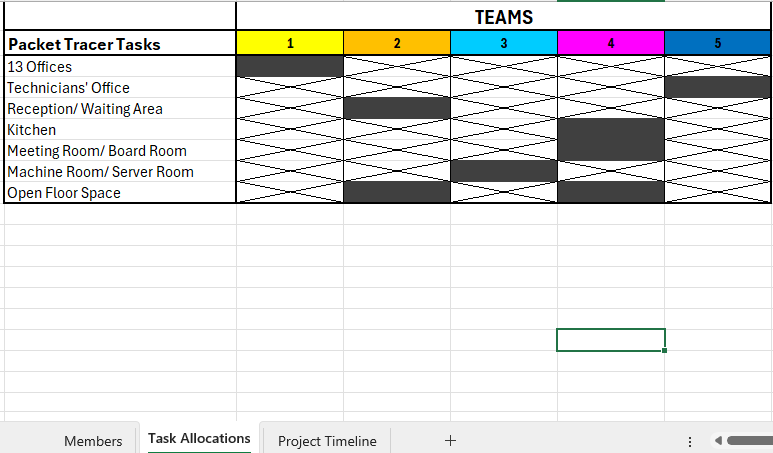 TEAMS
Packet Tracer Tasks 1 2 3 4 5
13 Offices
Technicians' Office
Reception/ Waiting Area
Kitchen
Meeting Room/ Board Room
Machine Room/ Server Room
Open Floor Space
Members Task Allocations Project Timeline +